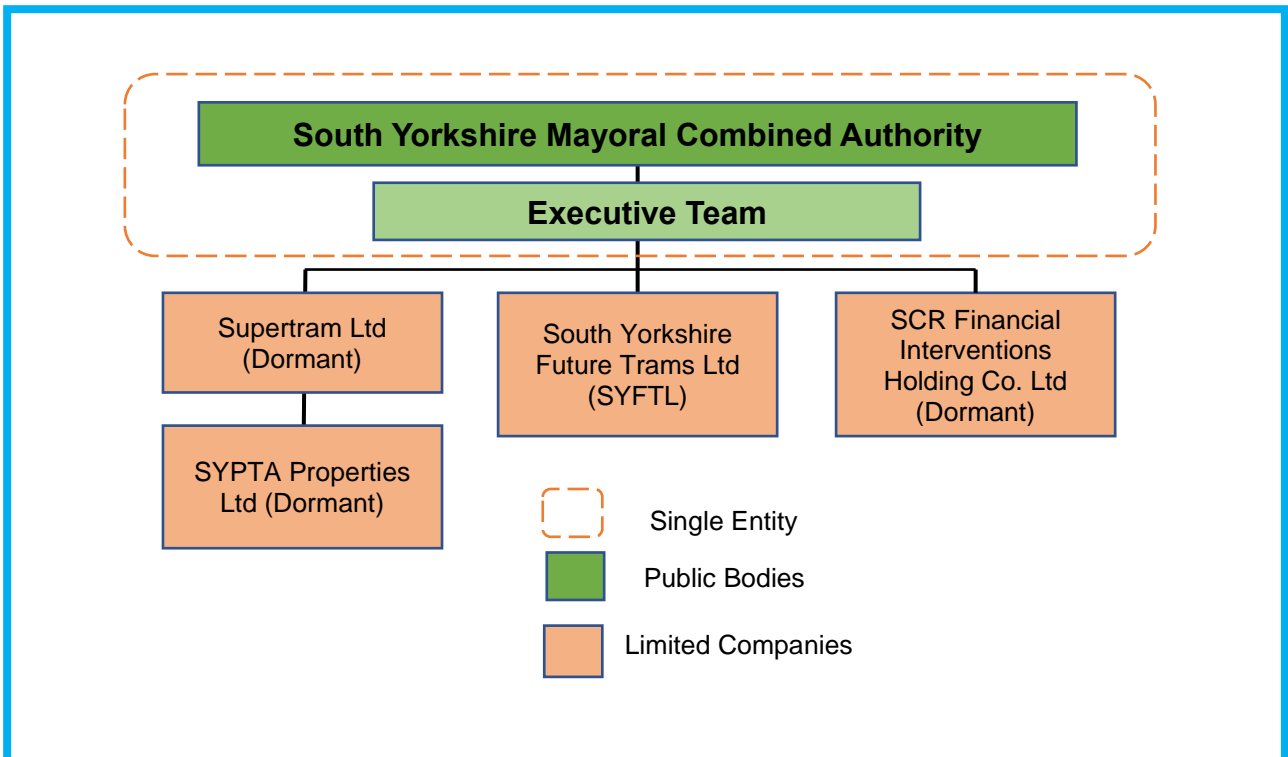 South Yorkshire Mayoral Combined Authority
Executive Team
Supertram Ltd
(Dormant)
South Yorkshire
Future Trams Ltd
(SYFTL)
SCR Financial
Interventions
Holding Co. Ltd
(Dormant)
SYPTA Properties
Ltd (Dormant)
Single Entity
Public Bodies
Limited Companies